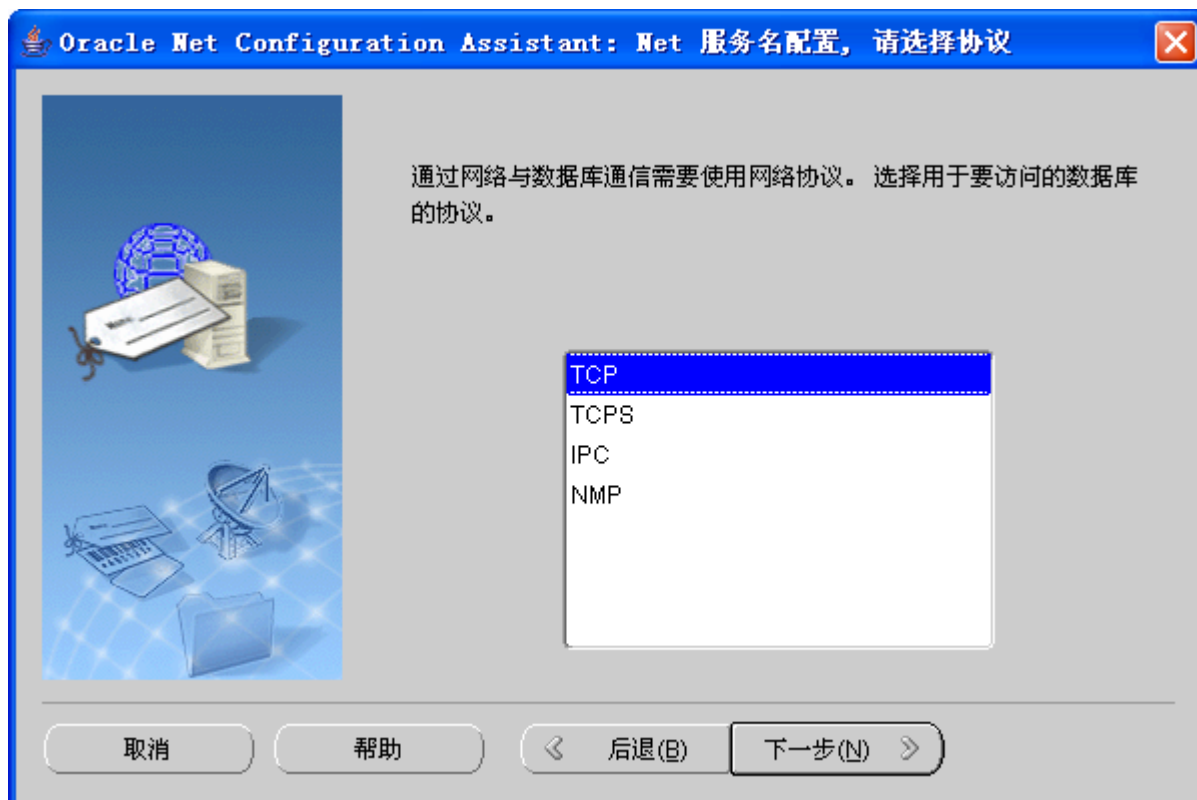 Oracle Net Configuration Assistant: Net 服务名配置, 请选择协议
通过网络与数据库通信需要使用网络协议。 选择用于要访问的数据库
的协议。
TCP
TCPS
IPC
NMP
取消
帮助
后退(B)
下一步(N)